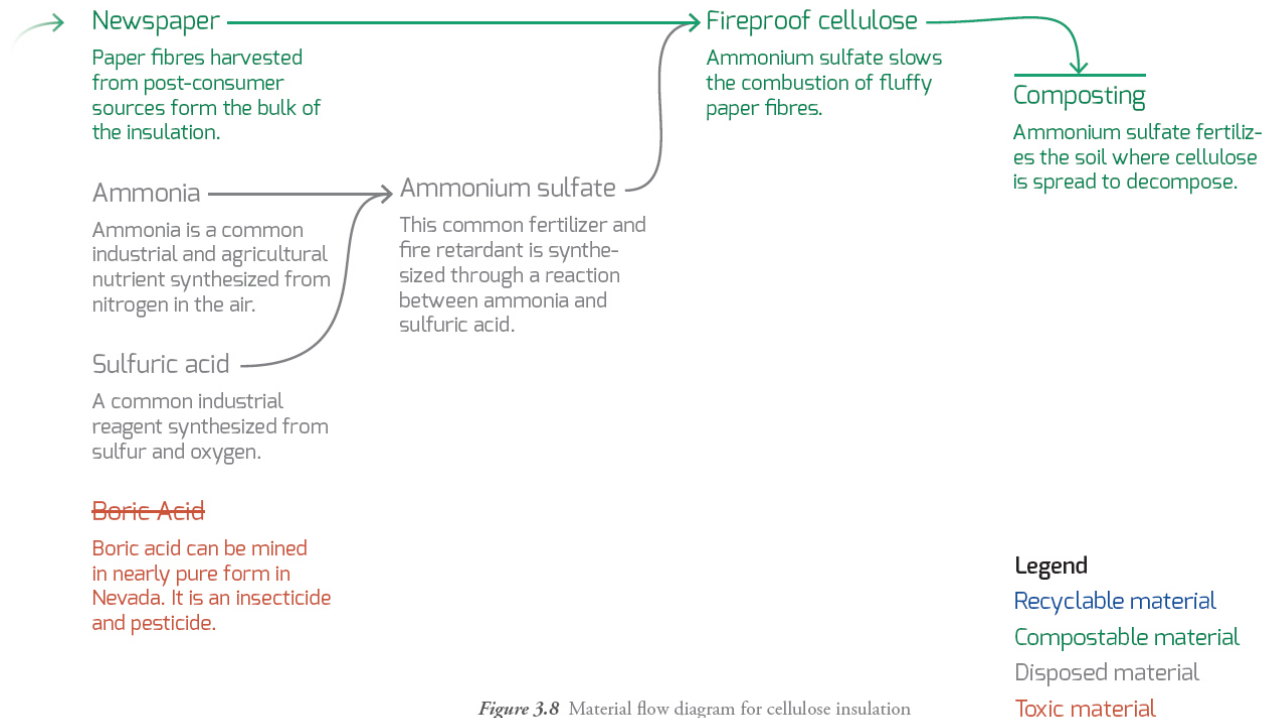 Newspaper
Paper fibres harvested
from post-consumer
sources form the bulk of
the insulation.
Ammonia
Ammonia is a common
industrial and agricultural
nutrient synthesized from
nitrogen in the air.
Sulfuric acid
A common industrial
reagent synthesized from
sulfur and oxygen.
Boric Acid
Boric acid can be mined
in nearly pure form in
Nevada. It is an insecticide
and pesticide.
Ammonium sulfate
This common fertilizer and
fire retardant is synthe-
sized through a reaction
between ammonia and
sulfuric acid.
Fireproof cellulose
Ammonium sulfate slows
the combustion of fluffy
paper fibres.
Composting
Ammonium sulfate fertiliz-
es the soil where cellulose
is spread to decompose.
Legend
Recyclable material
Compostable material
Disposed material
Toxic material
Figure 3.8 Material flow diagram for cellulose insulation